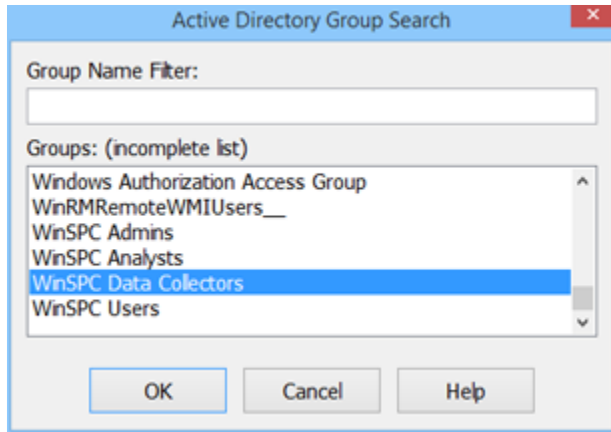 Active Directory Group Search
Group Name Filter:
Groups: (incomplete list)
Windows Authorization Access Group
WinRMRemoteWMIUsers__
WinSPC Admins
WinSPC Analysts
WinSPC Data Collectors
WinSPC Users
OK Cancel Help